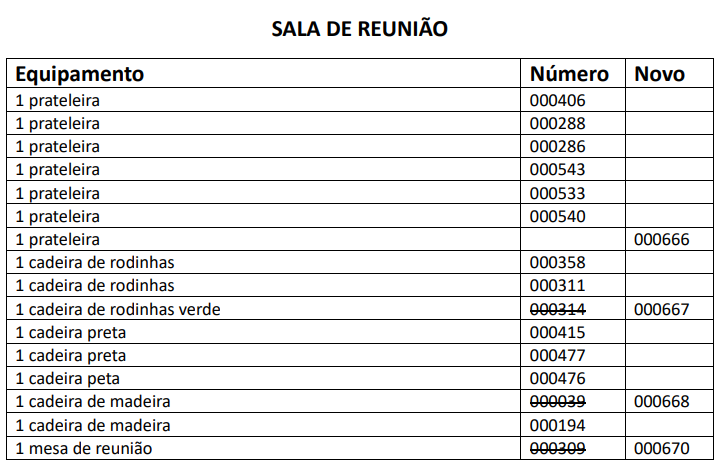 SALA DE REUNIÃO
Equipamento Número Novo
1 prateleira 000406
1 prateleira 000288
1 prateleira 000286
1 prateleira 000543
1 prateleira 000533
1 prateleira 000540
1 prateleira 000666
1 cadeira de rodinhas 000358
1 cadeira de rodinhas 000311
1 cadeira de rodinhas verde 000314 000667
1 cadeira preta 000415
1 cadeira preta 000477
1 cadeira peta 000476
1 cadeira de madeira 000039 000668
1 cadeira de madeira 000194
1 mesa de reunião 000309 000670